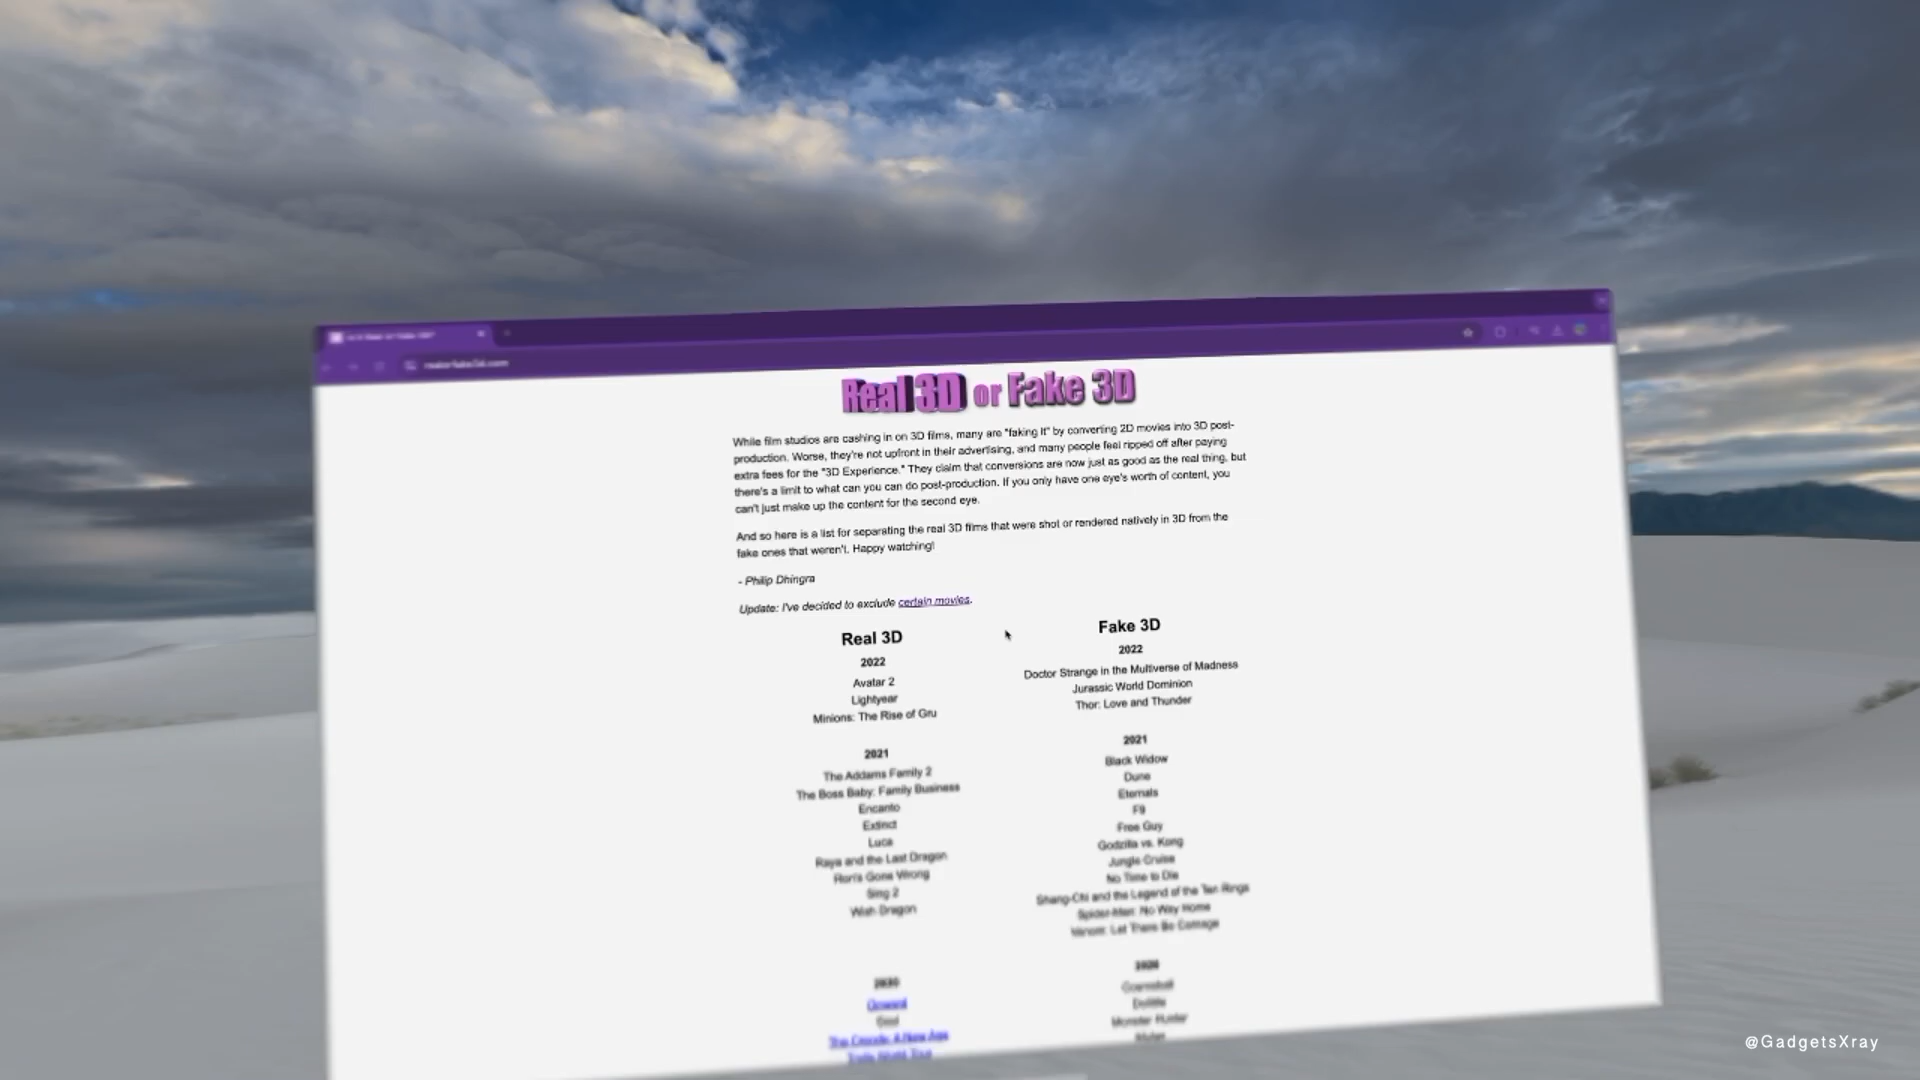 realorfake3d.com
Real 3D or Fake 3D
While film studios are cashing in on 3D films, many are "faking it" by converting 2D movies into 3D post-
production. Worse, they're not upfront in their advertising, and many people feel ripped off after paying
extra fees for the "3D Experience." They claim that conversions are now just as good as the real thing, but
there's a limit to what can you can do post-production. If you only have one eye's worth of content, you
can't just make up the content for the second eye.
And so here is a list for separating the real 3D films that were shot or rendered natively in 3D from the
fake ones that weren't. Happy watching!
- Philip Dhingra
Update: I've decided to exclude certain movies.
Real 3D
2022
Avatar 2
Lightyear
Minions: The Rise of Gru
2021
The Addams Family 2
The Boss Baby: Family Business
Encanto
Extinct
Luca
Raya and the Last Dragon
Ron's Gone Wrong
Sing 2
Wish Dragon
2020
Onward
Soul
The Croods: A New Age
Trolls World Tour
Fake 3D
2022
Doctor Strange in the Multiverse of Madness
Jurassic World Dominion
Thor: Love and Thunder
2021
Black Widow
Dune
Eternals
F9
Free Guy
Godzilla vs. Kong
Jungle Cruise
No Time to Die
Shang-Chi and the Legend of the Ten Rings
Spider-Man: No Way Home
Venom: Let There Be Carnage
2020
Dolittle
Monster Hunter
Mulan
@GadgetsXray